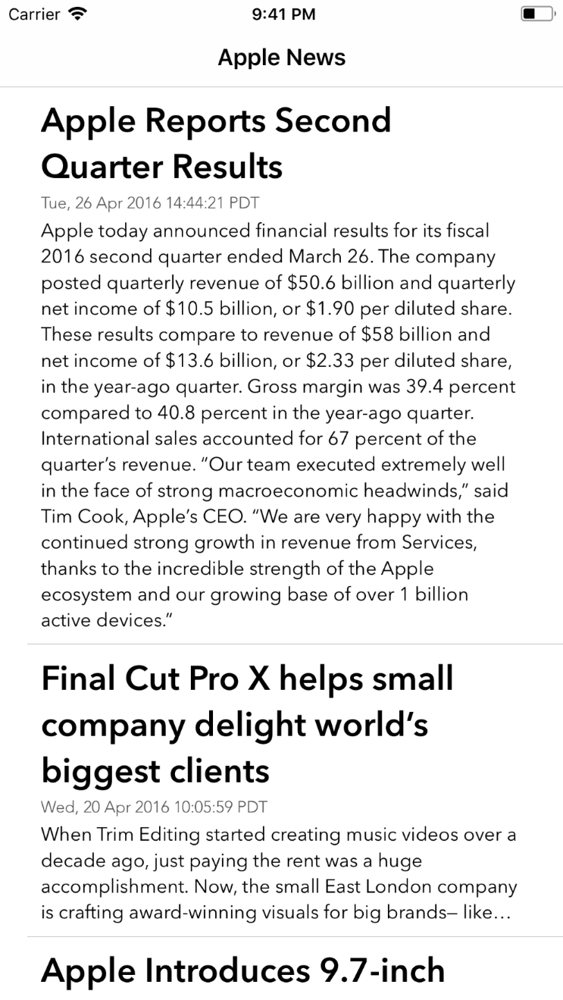 Carrier 9:41 PM
Apple News
Apple Reports Second
Quarter Results
Tue, 26 Apr 2016 14:44:21 PDT
Apple today announced financial results for its fiscal
2016 second quarter ended March 26. The company
posted quarterly revenue of $50.6 billion and quarterly
net income of $10.5 billion, or $1.90 per diluted share.
These results compare to revenue of $58 billion and
net income of $13.6 billion, or $2.33 per diluted share,
in the year-ago quarter. Gross margin was 39.4 percent
compared to 40.8 percent in the year-ago quarter.
International sales accounted for 67 percent of the
quarter’s revenue. “Our team executed extremely well
in the face of strong macroeconomic headwinds,” said
Tim Cook, Apple’s CEO. “We are very happy with the
continued strong growth in revenue from Services,
thanks to the incredible strength of the Apple
ecosystem and our growing base of over 1 billion
active devices.”
Final Cut Pro X helps small
company delight world’s
biggest clients
Wed, 20 Apr 2016 10:05:59 PDT
When Trim Editing started creating music videos over a
decade ago, just paying the rent was a huge
accomplishment. Now, the small East London company
is crafting award-winning visuals for big brands— like…
Apple Introduces 9.7-inch